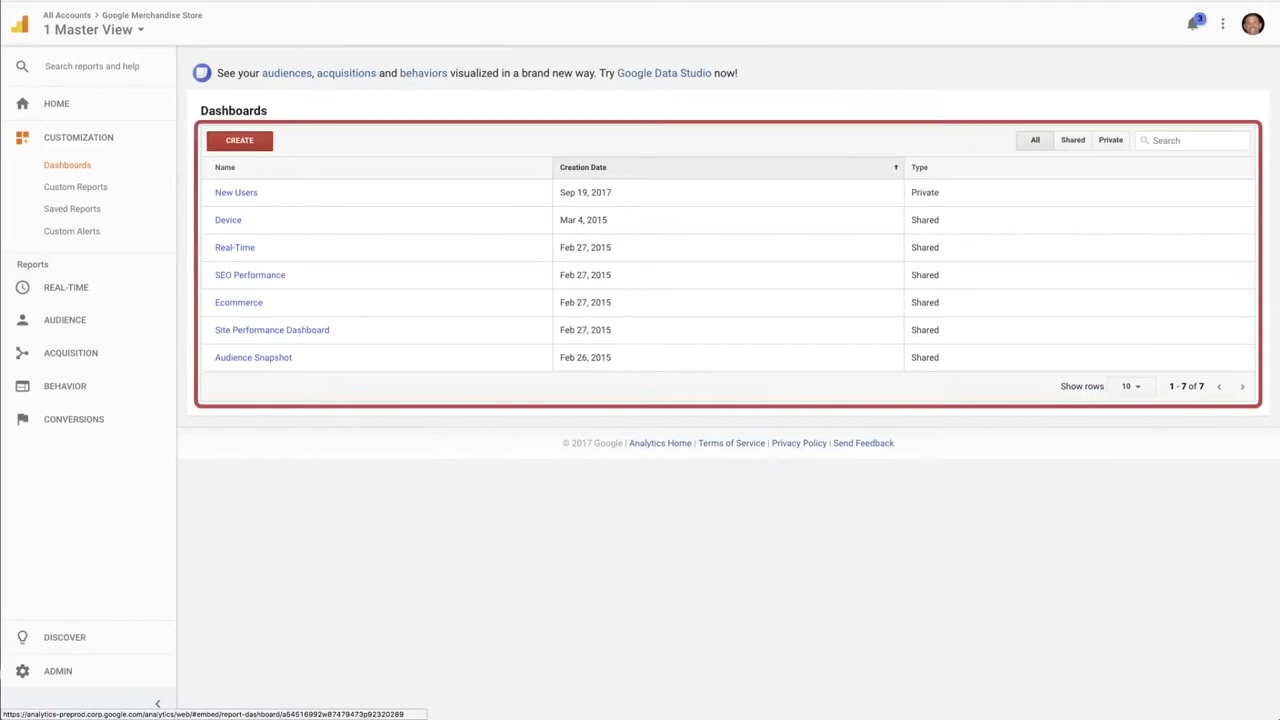 All Accounts > Google Merchandise Store
1 Master View
3
Search reports and help
HOME
CUSTOMIZATION
Dashboards
Custom Reports
Saved Reports
Custom Alerts
Reports
REAL-TIME
AUDIENCE
ACQUISITION
BEHAVIOR
CONVERSIONS
DISCOVER
ADMIN
See your audiences, acquisitions and behaviors visualized in a brand new way. Try Google Data Studio now!
Dashboards
CREATE All Shared Private Search
Name Creation Date Type
New Users Sep 19, 2017 Private
Device Mar 4, 2015 Shared
Real-Time Feb 27, 2015 Shared
SEO Performance Feb 27, 2015 Shared
Ecommerce Feb 27, 2015 Shared
Site Performance Dashboard Feb 27, 2015 Shared
Audience Snapshot Feb 26, 2015 Shared
Show rows 10 1 - 7 of 7
© 2017 Google | Analytics Home | Terms of Service | Privacy Policy | Send Feedback
https://analytics-preprod.corp.google.com/analytics/web/#embed/report-dashboard/a54516992w87479473p92320289